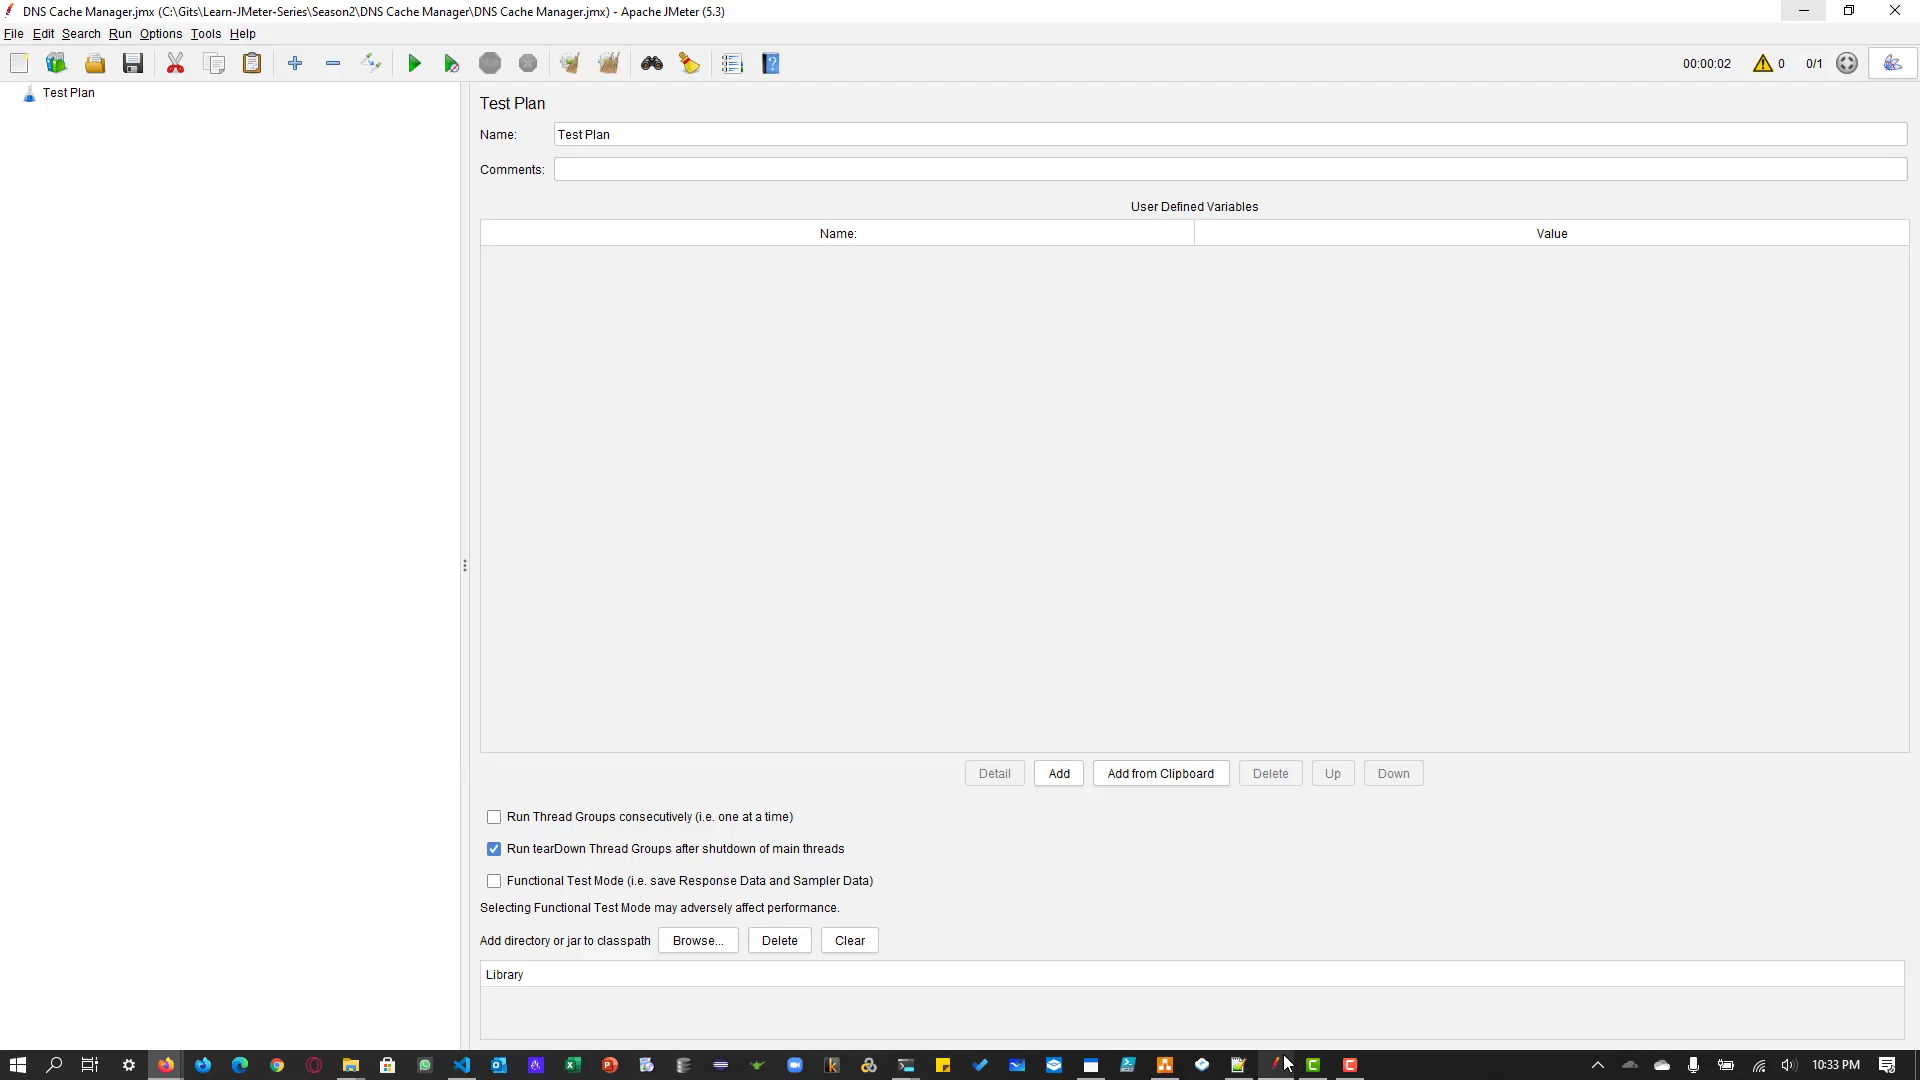 DNS Cache Manager.jmx (C:\Gits\Learn-JMeter-Series\Season2\DNS Cache Manager\DNS Cache Manager.jmx) - Apache JMeter (5.3)
File Edit Search Run Options Tools Help
00:00:02 0 0/1
Test Plan
Test Plan
Name: Test Plan
Comments:
User Defined Variables
Name: Value
Detail Add Add from Clipboard Delete Up Down
Run Thread Groups consecutively (i.e. one at a time)
Run tearDown Thread Groups after shutdown of main threads
Functional Test Mode (i.e. save Response Data and Sampler Data)
Selecting Functional Test Mode may adversely affect performance.
Add directory or jar to classpath Browse... Delete Clear
Library
10:33 PM